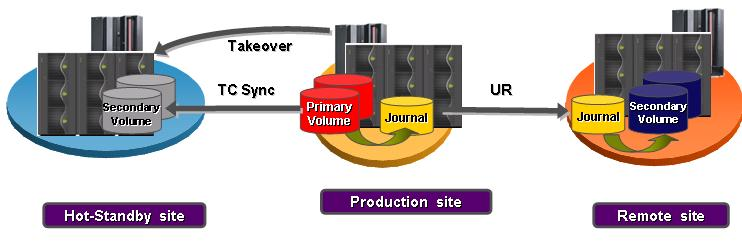 Takeover
TC Sync
UR
Secondary
Volume
Primary
Volume
Journal
Journal
Secondary
Volume
Hot-Standby site
Production site
Remote site